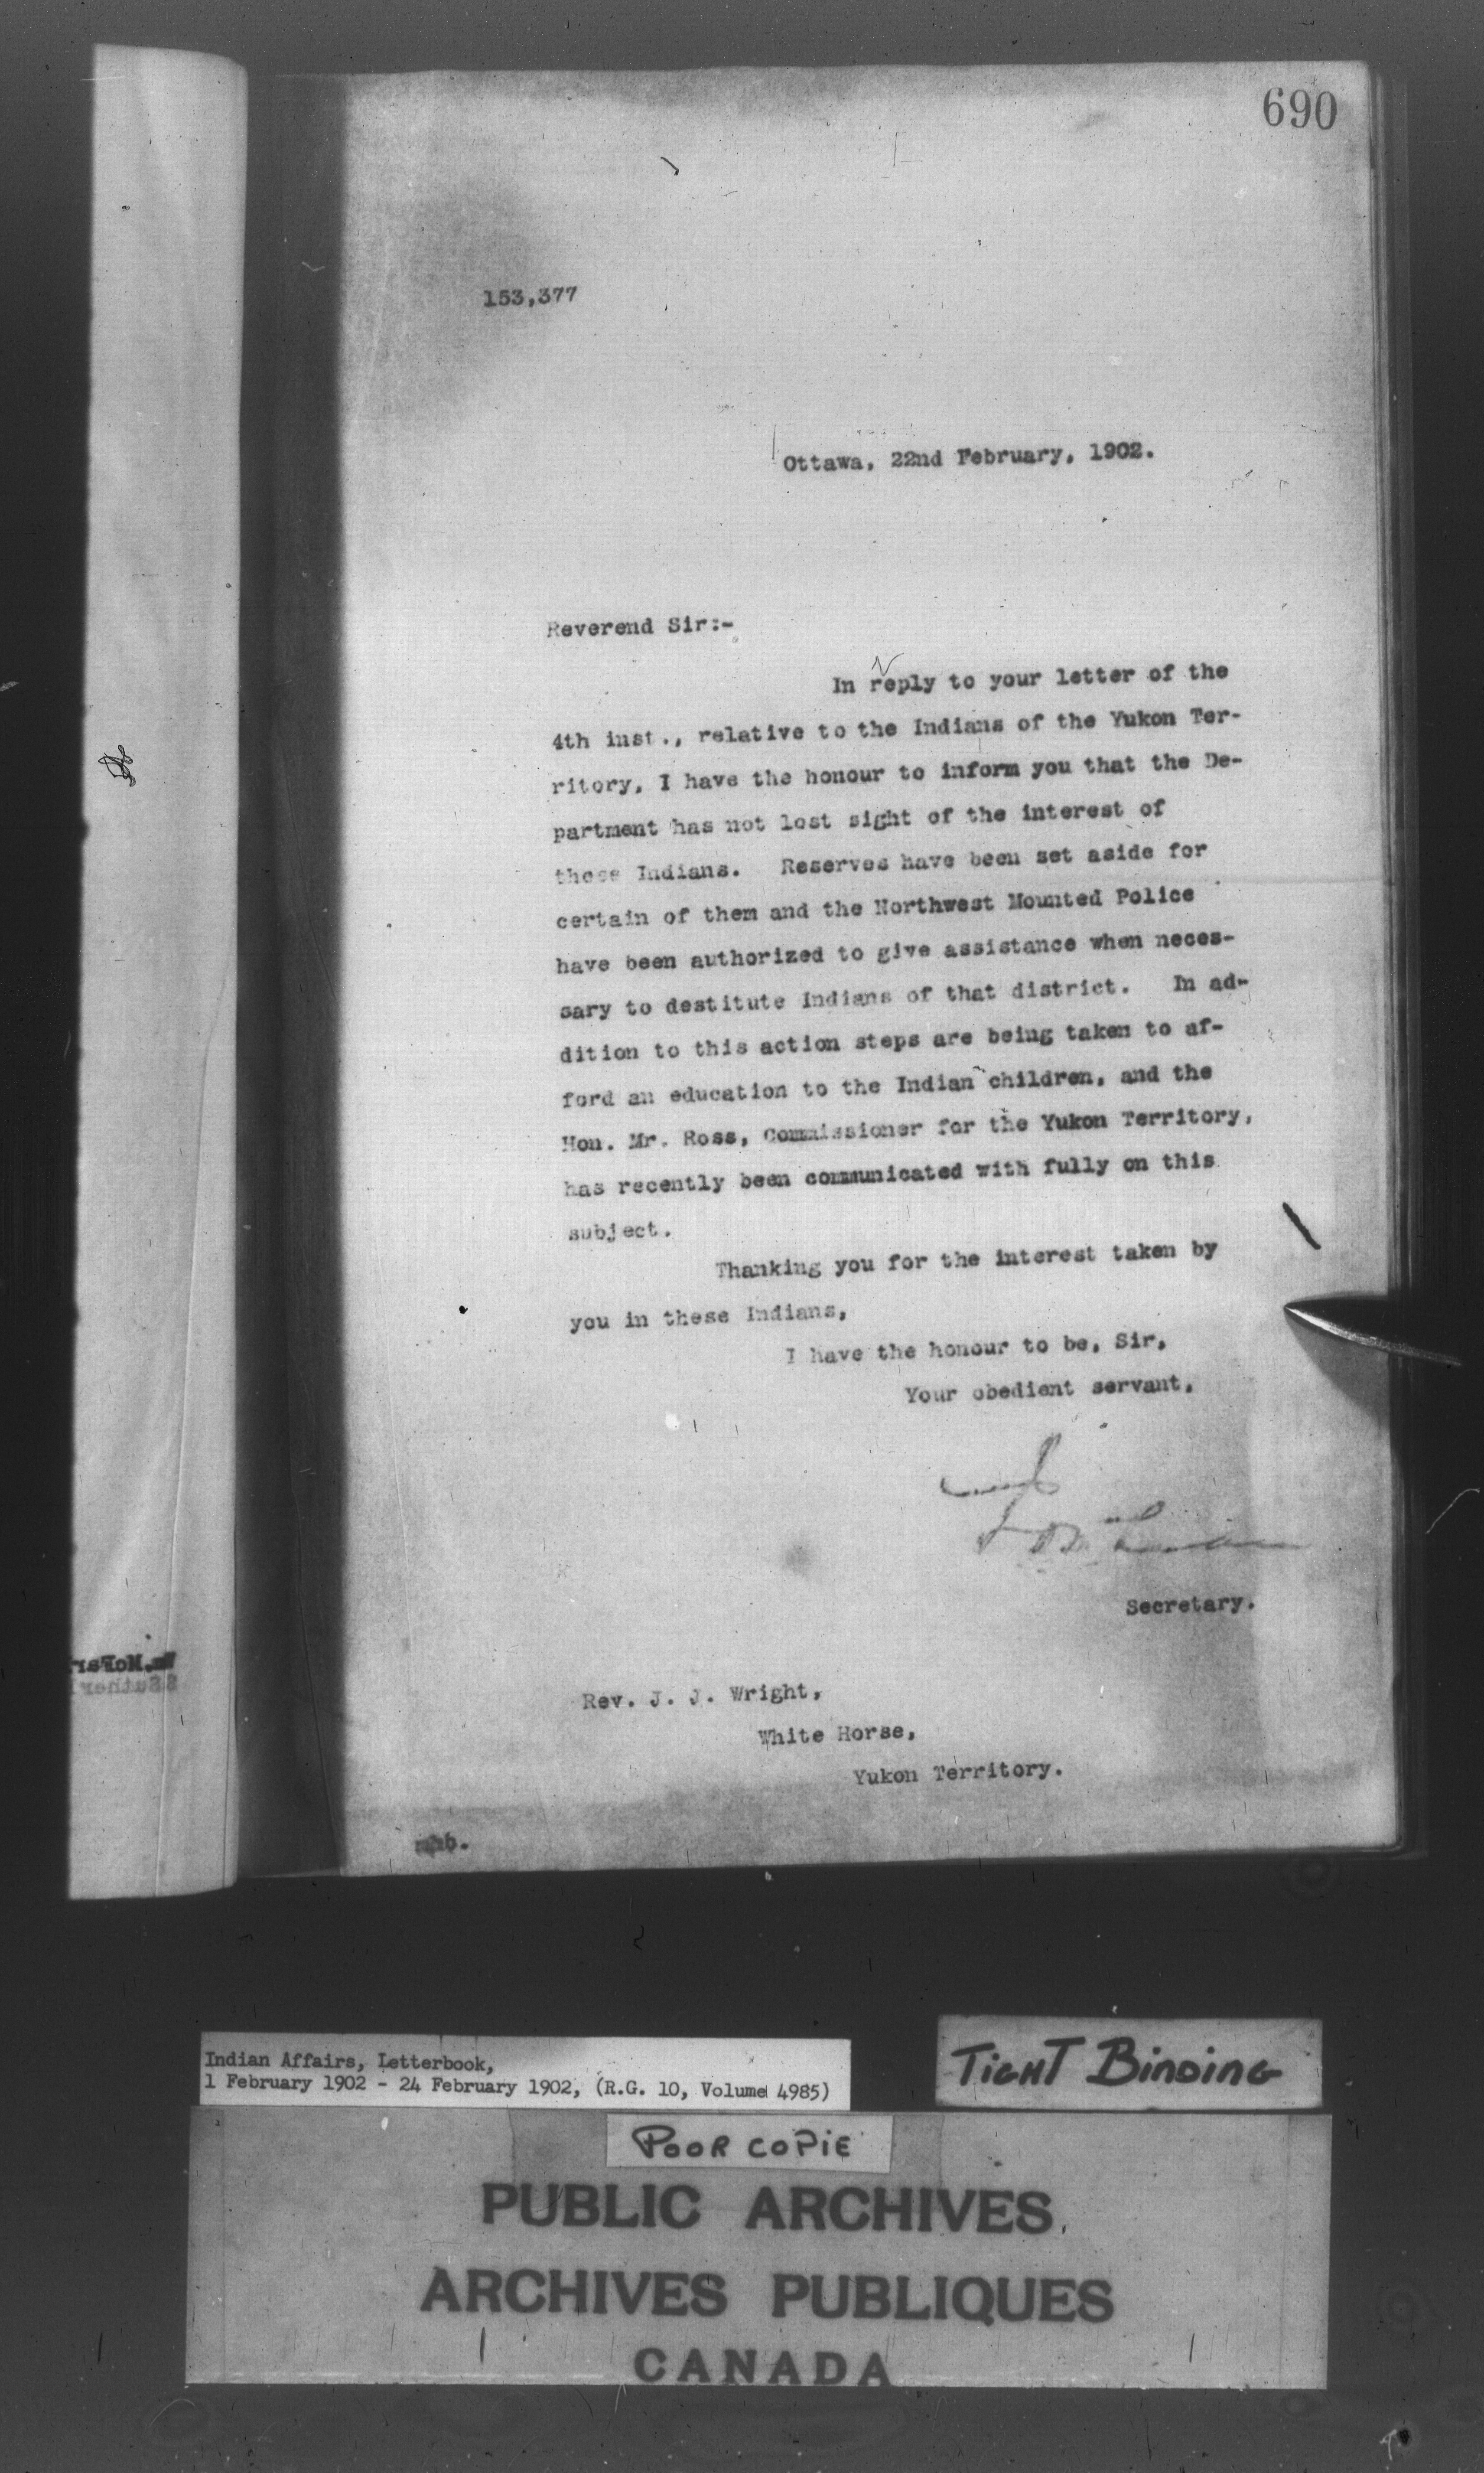 690
153,377
Ottawa, 22nd February, 1902.
Reverend Sir:-
In reply to your letter of the
4th inst., relative to the Indians of the Yukon Ter-
ritory, I have the honour to inform you that the De-
partment has not lost sight of the interest of
these Indians. Reserves have been set aside for
certain of them and the Northwest Mounted Police
have been authorized to give assistance when neces-
sary to destitute Indians of that district. In ad-
dition to this action steps are being taken to af-
ford an education to the Indian children, and the
Hon. Mr. Ross, Commissioner for the Yukon Territory,
has recently been communicated with fully on this
subject.
Thanking you for the interest taken by
you in these Indians,
I have the honour to be, Sir,
Your obedient servant,
Secretary.
Rev. J. J. Wright,
White Horse,
Yukon Territory.
Indian Affairs, Letterbook,
1 February 1902 - 24 February 1902, (R.G. 10, Volume 4985)
TIGHT BINDING
POOR COPIE
PUBLIC ARCHIVES
ARCHIVES PUBLIQUES
CANADA